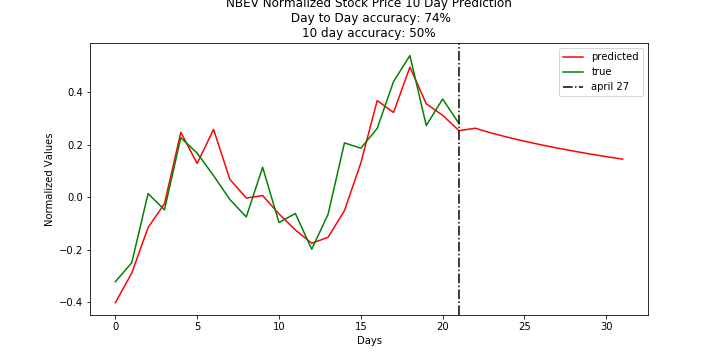 NBEV Normalized Stock Price 10 Day Prediction
Day to Day accuracy: 74%
10 day accuracy: 50%
predicted
true
april 27
Normalized Values
0.4
0.2
0.0
−0.2
−0.4
0
5
10
15
20
25
30
Days